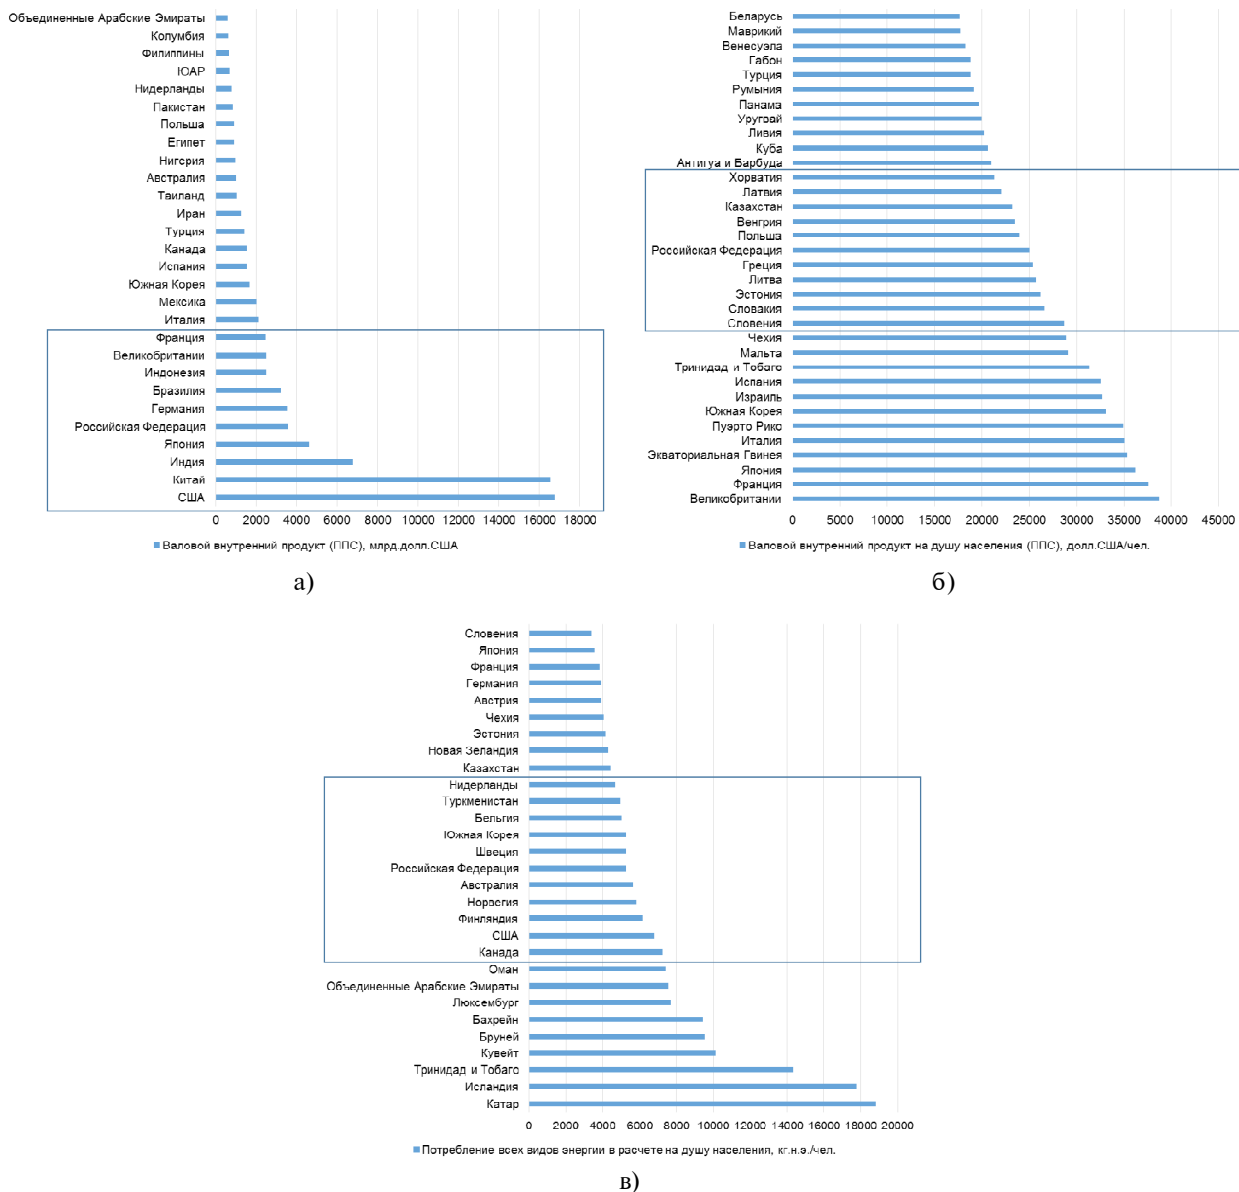 Объединенные Арабские Эмираты
Колумбия
Филиппины
ЮАР
Нидерланды
Пакистан
Польша
Египет
Нигерия
Австралия
Таиланд
Иран
Турция
Канада
Испания
Южная Корея
Мексика
Италия
Франция
Великобритании
Индонезия
Бразилия
Германия
Российская Федерация
Япония
Индия
Китай
США
0 2000 4000 6000 8000 10000 12000 14000 16000 18000
Валовой внутренний продукт (ППС), млрд.долл.США
а)
Беларусь
Маврикий
Венесуэла
Габон
Турция
Румыния
Панама
Уругвай
Ливия
Куба
Антигуа и Барбуда
Хорватия
Латвия
Казахстан
Венгрия
Польша
Российская Федерация
Греция
Литва
Эстония
Словакия
Словения
Чехия
Мальта
Тринидад и Тобаго
Испания
Израиль
Южная Корея
Пуэрто Рико
Италия
Экваториальная Гвинея
Япония
Франция
Великобритании
0 5000 10000 15000 20000 25000 30000 35000 40000 45000
Валовой внутренний продукт на душу населения (ППС), долл.США/чел.
б)
Словения
Япония
Франция
Германия
Австрия
Чехия
Эстония
Новая Зеландия
Казахстан
Нидерланды
Туркменистан
Бельгия
Южная Корея
Швеция
Российская Федерация
Австралия
Норвегия
Финляндия
США
Канада
Оман
Объединенные Арабские Эмираты
Люксембург
Бахрейн
Бруней
Кувейт
Тринидад и Тобаго
Исландия
Катар
0 2000 4000 6000 8000 10000 12000 14000 16000 18000 20000
Потребление всех видов энергии в расчете на душу населения, кг.н.э./чел.
в)